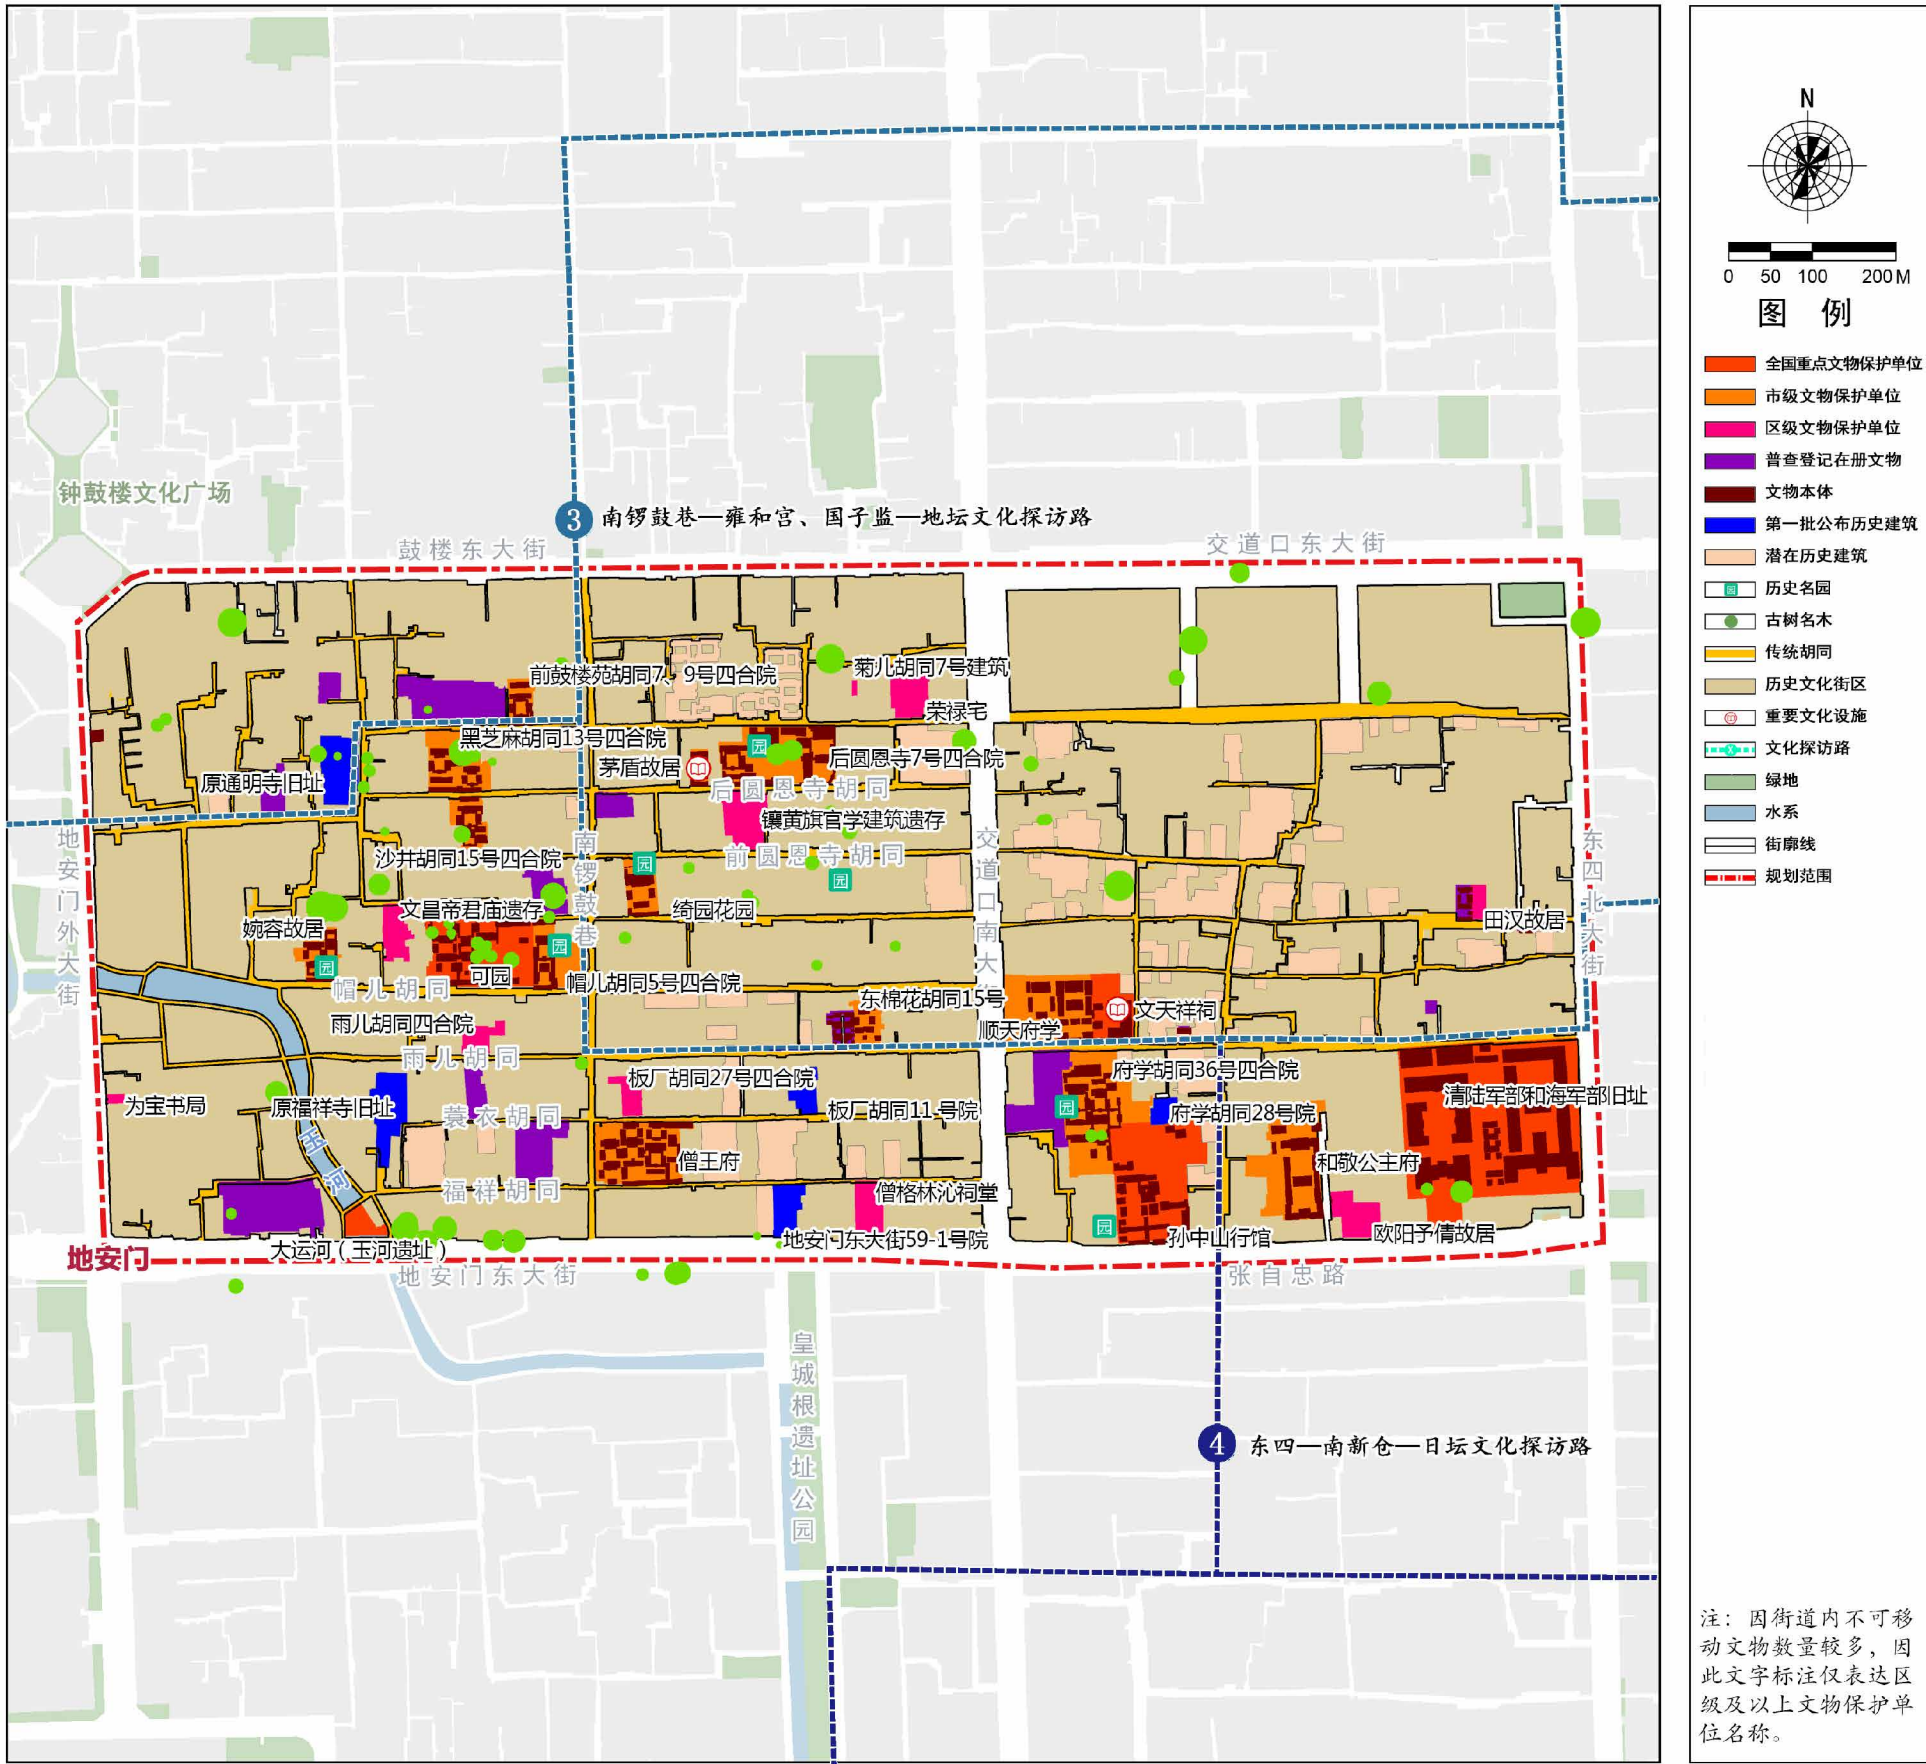 钟鼓楼文化广场
3 南锣鼓巷—雍和宫、国子监—地坛文化探访路
鼓楼东大街
交道口东大街
前鼓楼苑胡同7、9号四合院
菊儿胡同7号建筑
荣禄宅
黑芝麻胡同13号四合院
园
后圆恩寺7号四合院
茅盾故居
原通明寺旧址
后圆恩寺胡同
镶黄旗官学建筑遗存
地安门外大街
南锣鼓巷
交道口南大街
东四北大街
沙井胡同15号四合院
前圆恩寺胡同
园
园
文昌帝君庙遗存
绮园花园
田汉故居
婉容故居
园
园
可园
帽儿胡同
帽儿胡同5号四合院
东棉花胡同15号
文天祥祠
雨儿胡同四合院
顺天府学
雨儿胡同
板厂胡同27号四合院
府学胡同36号四合院
清陆军部和海军部旧址
为宝书局
原福祥寺旧址
蓑衣胡同
板厂胡同11号院
园
府学胡同28号院
玉河
僧王府
和敬公主府
福祥胡同
僧格林沁祠堂
园
地安门
大运河（玉河遗址）
地安门东大街59-1号院
孙中山行馆
欧阳予倩故居
地安门东大街
张自忠路
皇城根遗址公园
4 东四—南新仓—日坛文化探访路
N
0 50 100 200M
图 例
全国重点文物保护单位
市级文物保护单位
区级文物保护单位
普查登记在册文物
文物本体
第一批公布历史建筑
潜在历史建筑
园 历史名园
古树名木
传统胡同
历史文化街区
重要文化设施
X 文化探访路
绿地
水系
街廓线
规划范围
注：因街道内不可移
动文物数量较多，因
此文字标注仅表达区
级及以上文物保护单
位名称。